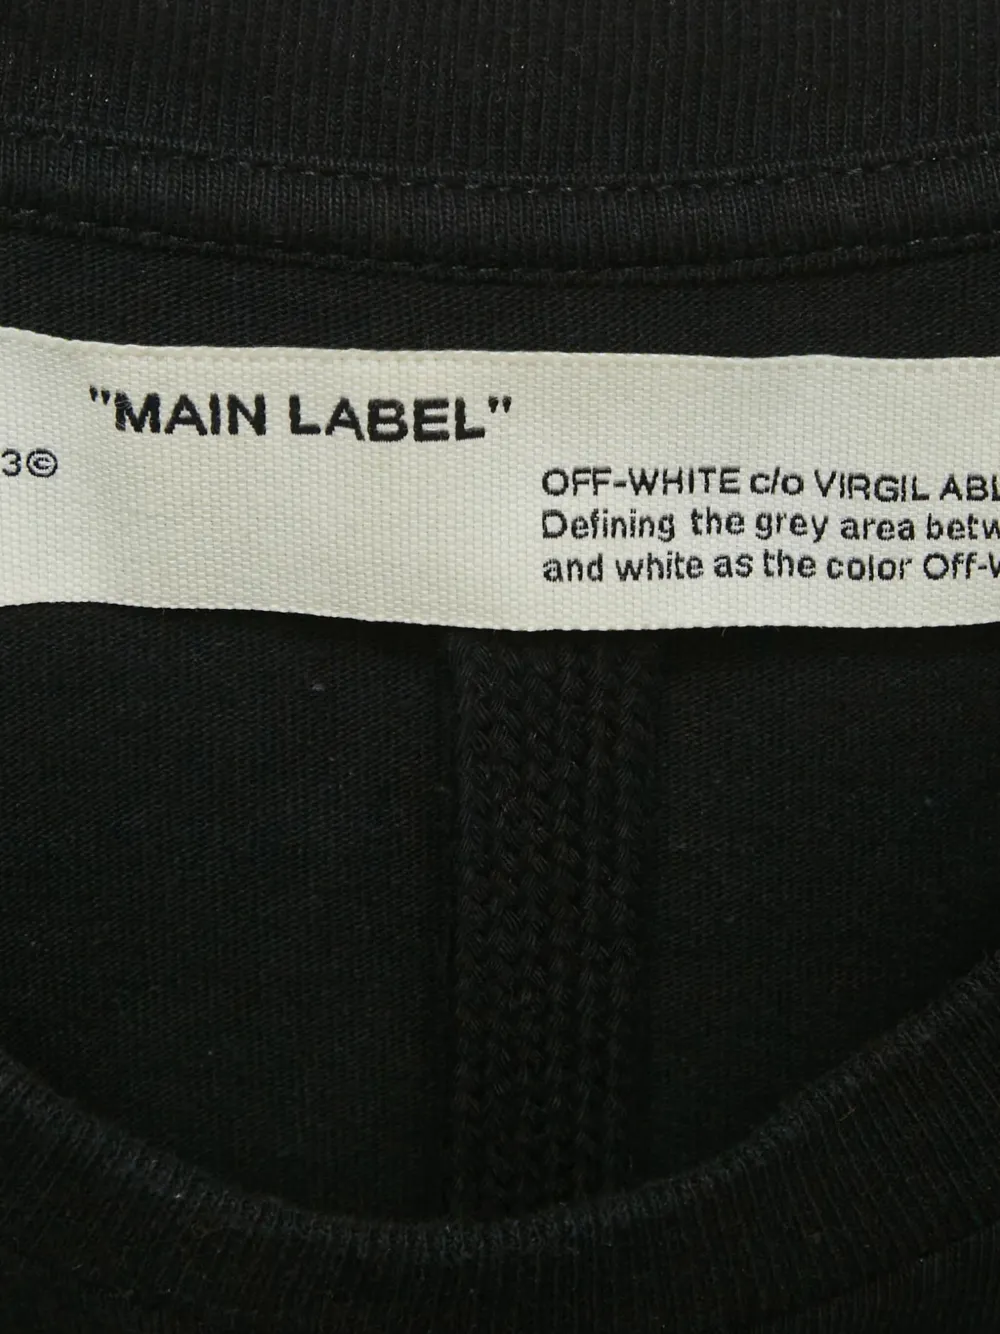 "MAIN LABEL"
3©
OFF-WHITE c/o VIRGIL ABL
Defining the grey area betw
and white as the color Off-W